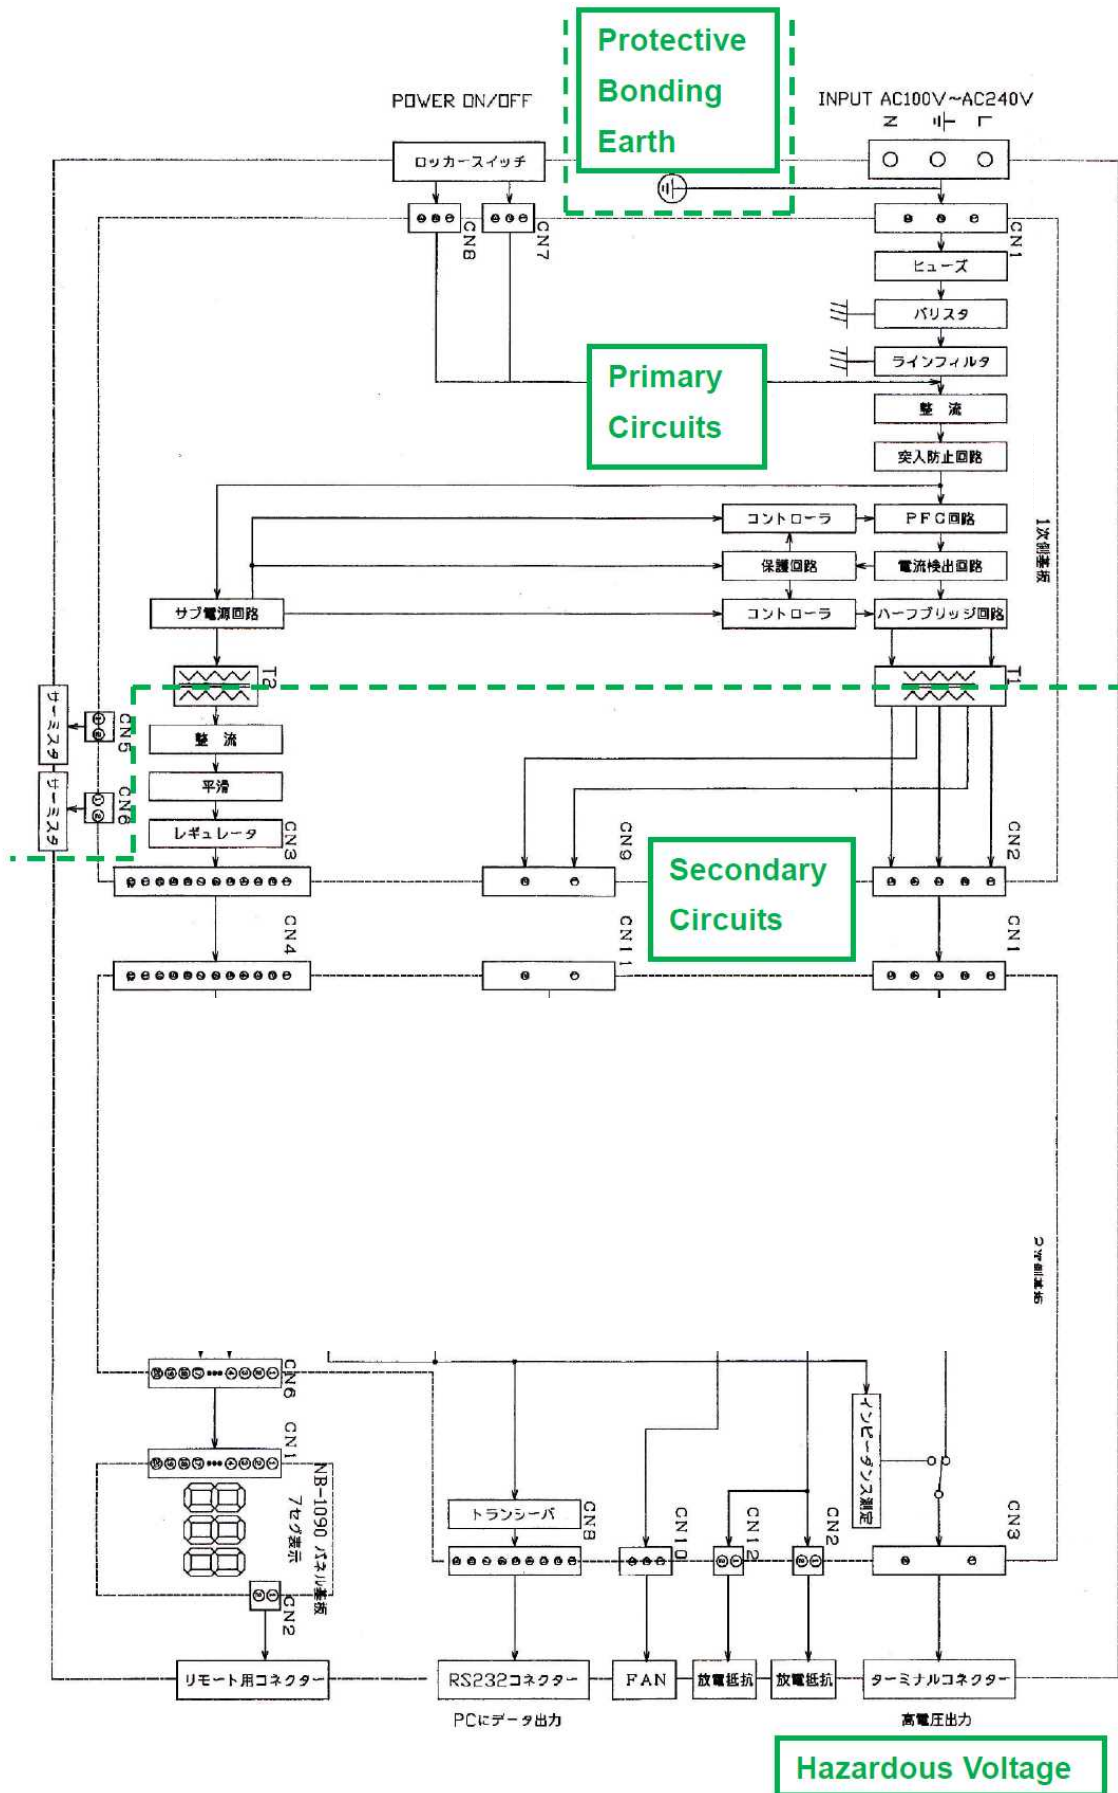 Protective
Bonding
Earth
POWER ON/OFF
INPUT AC100V~AC240V
N
L
ロッカースイッチ
CN8
CN7
CN1
ヒューズ
バリスタ
ラインフィルタ
Primary
Circuits
整 流
突入防止回路
コントローラ
PFC回路
1次側基板
保護回路
電流検出回路
サブ電源回路
コントローラ
ハーフブリッジ回路
T2
T1
サーミスタ
CN5
整 流
サーミスタ
CN6
平滑
レギュレータ
CN3
CN9
CN2
Secondary
Circuits
CN4
CN11
CN1
2次側基板
CN6
CN1
インピーダンス測定
NB-1090 パネル基板
7セグ表示
トランシーバ
CN8
CN10
CN12
CN2
CN3
CN2
リモート用コネクター
RS232コネクター
FAN
放電抵抗
放電抵抗
ターミナルコネクター
PCにデータ出力
高電圧出力
Hazardous Voltage